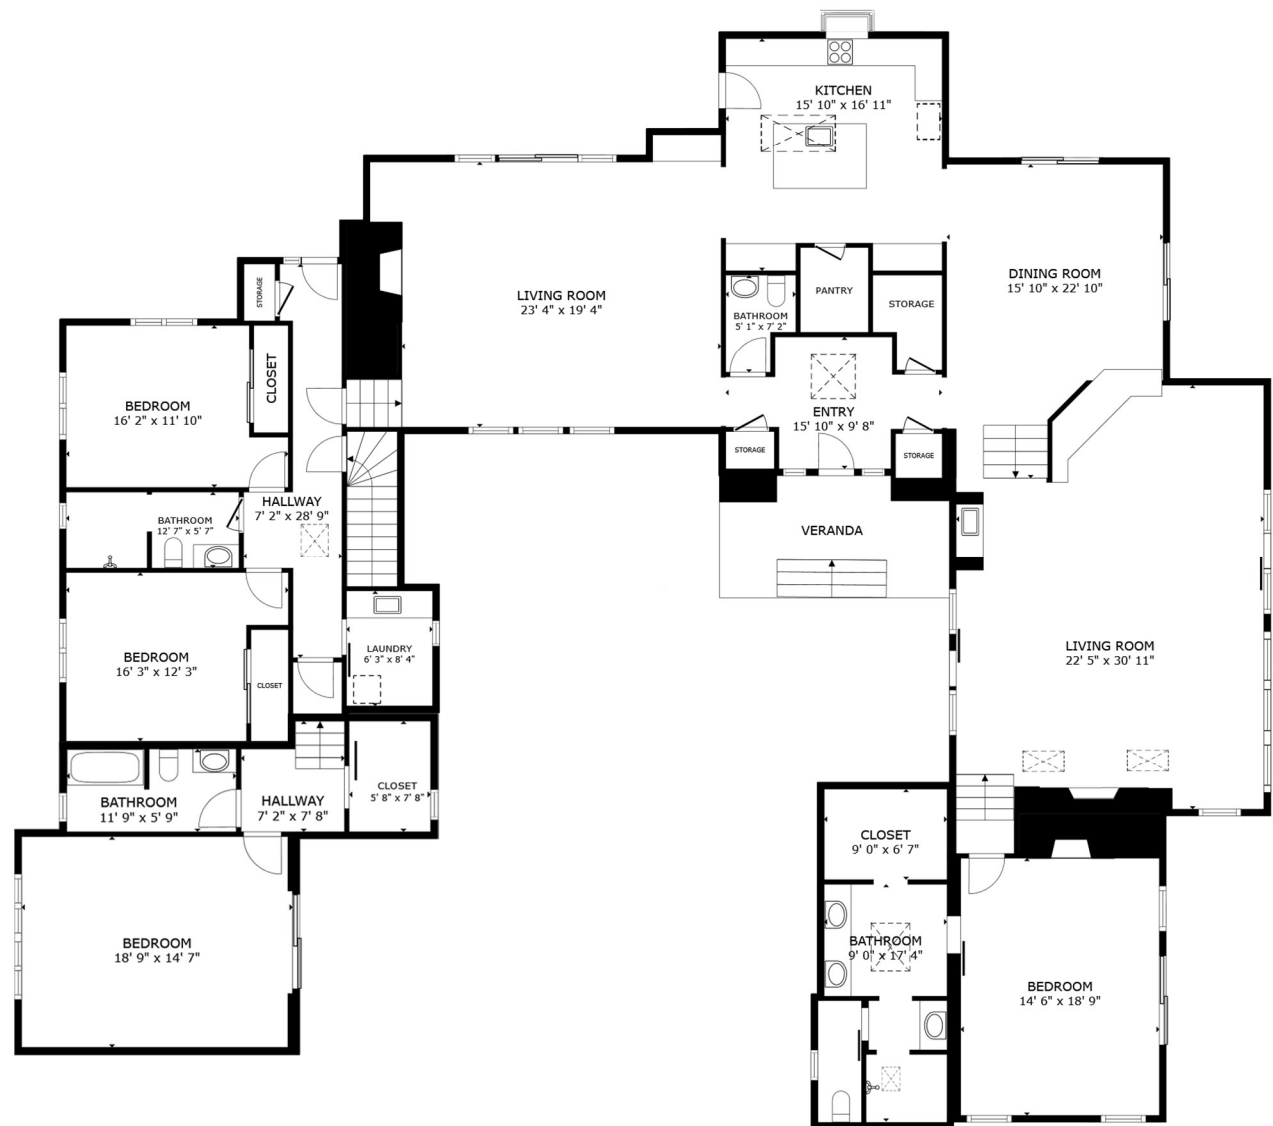 KITCHEN
15' 10" x 16' 11"
STORAGE
LIVING ROOM
23' 4" x 19' 4"
PANTRY
STORAGE
DINING ROOM
15' 10" x 22' 10"
BATHROOM
5' 1" x 7' 2"
CLOSET
BEDROOM
16' 2" x 11' 10"
ENTRY
15' 10" x 9' 8"
STORAGE
STORAGE
HALLWAY
7' 2" x 28' 9"
BATHROOM
12' 7" x 5' 7"
VERANDA
LAUNDRY
6' 3" x 8' 4"
BEDROOM
16' 3" x 12' 3"
CLOSET
LIVING ROOM
22' 5" x 30' 11"
CLOSET
5' 8" x 7' 8"
BATHROOM
11' 9" x 5' 9"
HALLWAY
7' 2" x 7' 8"
CLOSET
9' 0" x 6' 7"
BEDROOM
18' 9" x 14' 7"
BATHROOM
9' 0" x 17' 4"
BEDROOM
14' 6" x 18' 9"